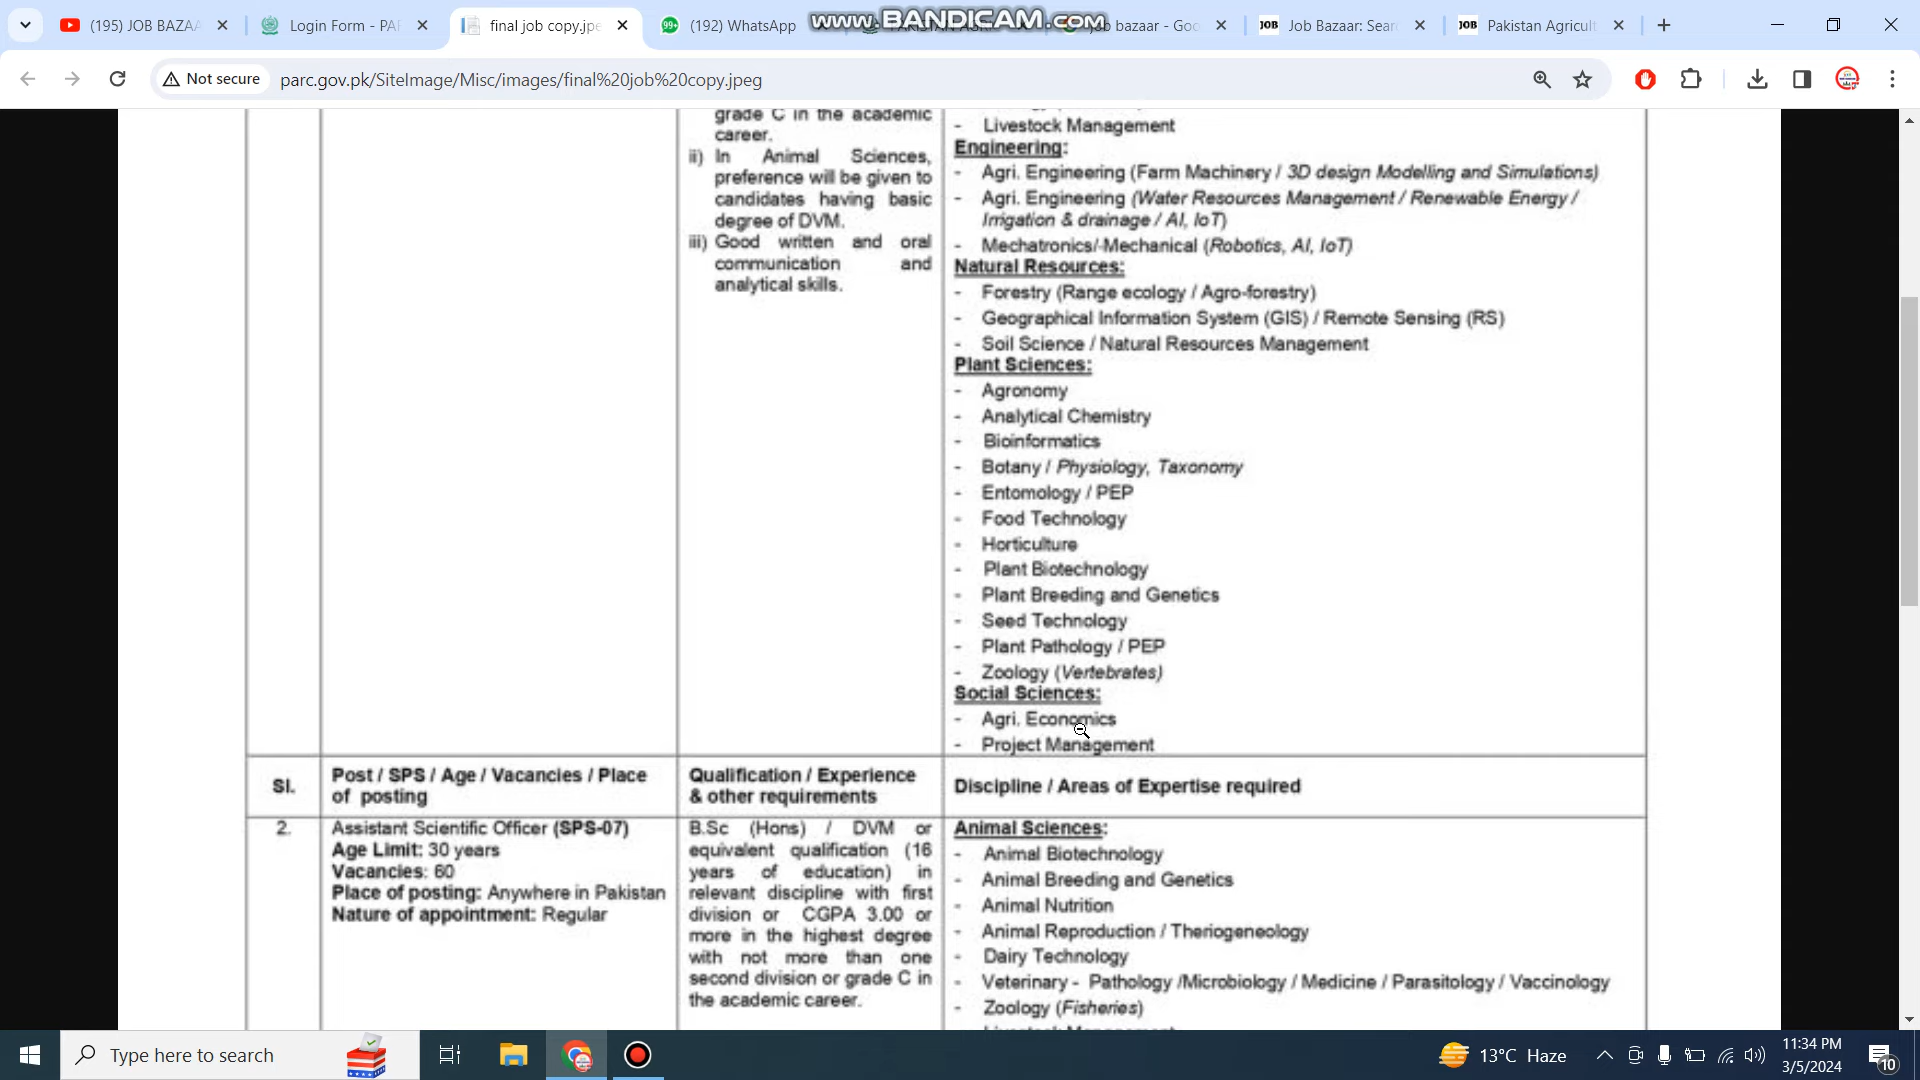 (195) JOB BAZAA
Login Form - PAR
final job copy.jpe
99+
(192) WhatsApp
WWW.BANDICAM.COM
job bazaar - Goo
JOB
Job Bazaar: Sear
JOB
Pakistan Agricult
Not secure
parc.gov.pk/SiteImage/Misc/images/final%20job%20copy.jpeg
grade C in the academic
career.
ii) In Animal Sciences,
preference will be given to
candidates having basic
degree of DVM.
iii) Good written and oral
communication and
analytical skills.
- Livestock Management
Engineering:
- Agri. Engineering (Farm Machinery / 3D design Modelling and Simulations)
- Agri. Engineering (Water Resources Management / Renewable Energy /
Irrigation & drainage / AI, IoT)
- Mechatronics/-Mechanical (Robotics, AI, IoT)
Natural Resources:
- Forestry (Range ecology / Agro-forestry)
- Geographical Information System (GIS) / Remote Sensing (RS)
- Soil Science / Natural Resources Management
Plant Sciences:
- Agronomy
- Analytical Chemistry
- Bioinformatics
- Botany / Physiology, Taxonomy
- Entomology / PEP
- Food Technology
- Horticulture
- Plant Biotechnology
- Plant Breeding and Genetics
- Seed Technology
- Plant Pathology / PEP
- Zoology (Vertebrates)
Social Sciences:
- Agri. Economics
- Project Management
Sl.
Post / SPS / Age / Vacancies / Place
of posting
Qualification / Experience
& other requirements
Discipline / Areas of Expertise required
2.
Assistant Scientific Officer (SPS-07)
Age Limit: 30 years
Vacancies: 60
Place of posting: Anywhere in Pakistan
Nature of appointment: Regular
B.Sc (Hons) / DVM or
equivalent qualification (16
years of education) in
relevant discipline with first
division or CGPA 3.00 or
more in the highest degree
with not more than one
second division or grade C in
the academic career.
Animal Sciences:
- Animal Biotechnology
- Animal Breeding and Genetics
- Animal Nutrition
- Animal Reproduction / Theriogeneology
- Dairy Technology
- Veterinary - Pathology /Microbiology / Medicine / Parasitology / Vaccinology
- Zoology (Fisheries)
Type here to search
13°C Haze
11:34 PM
3/5/2024
10